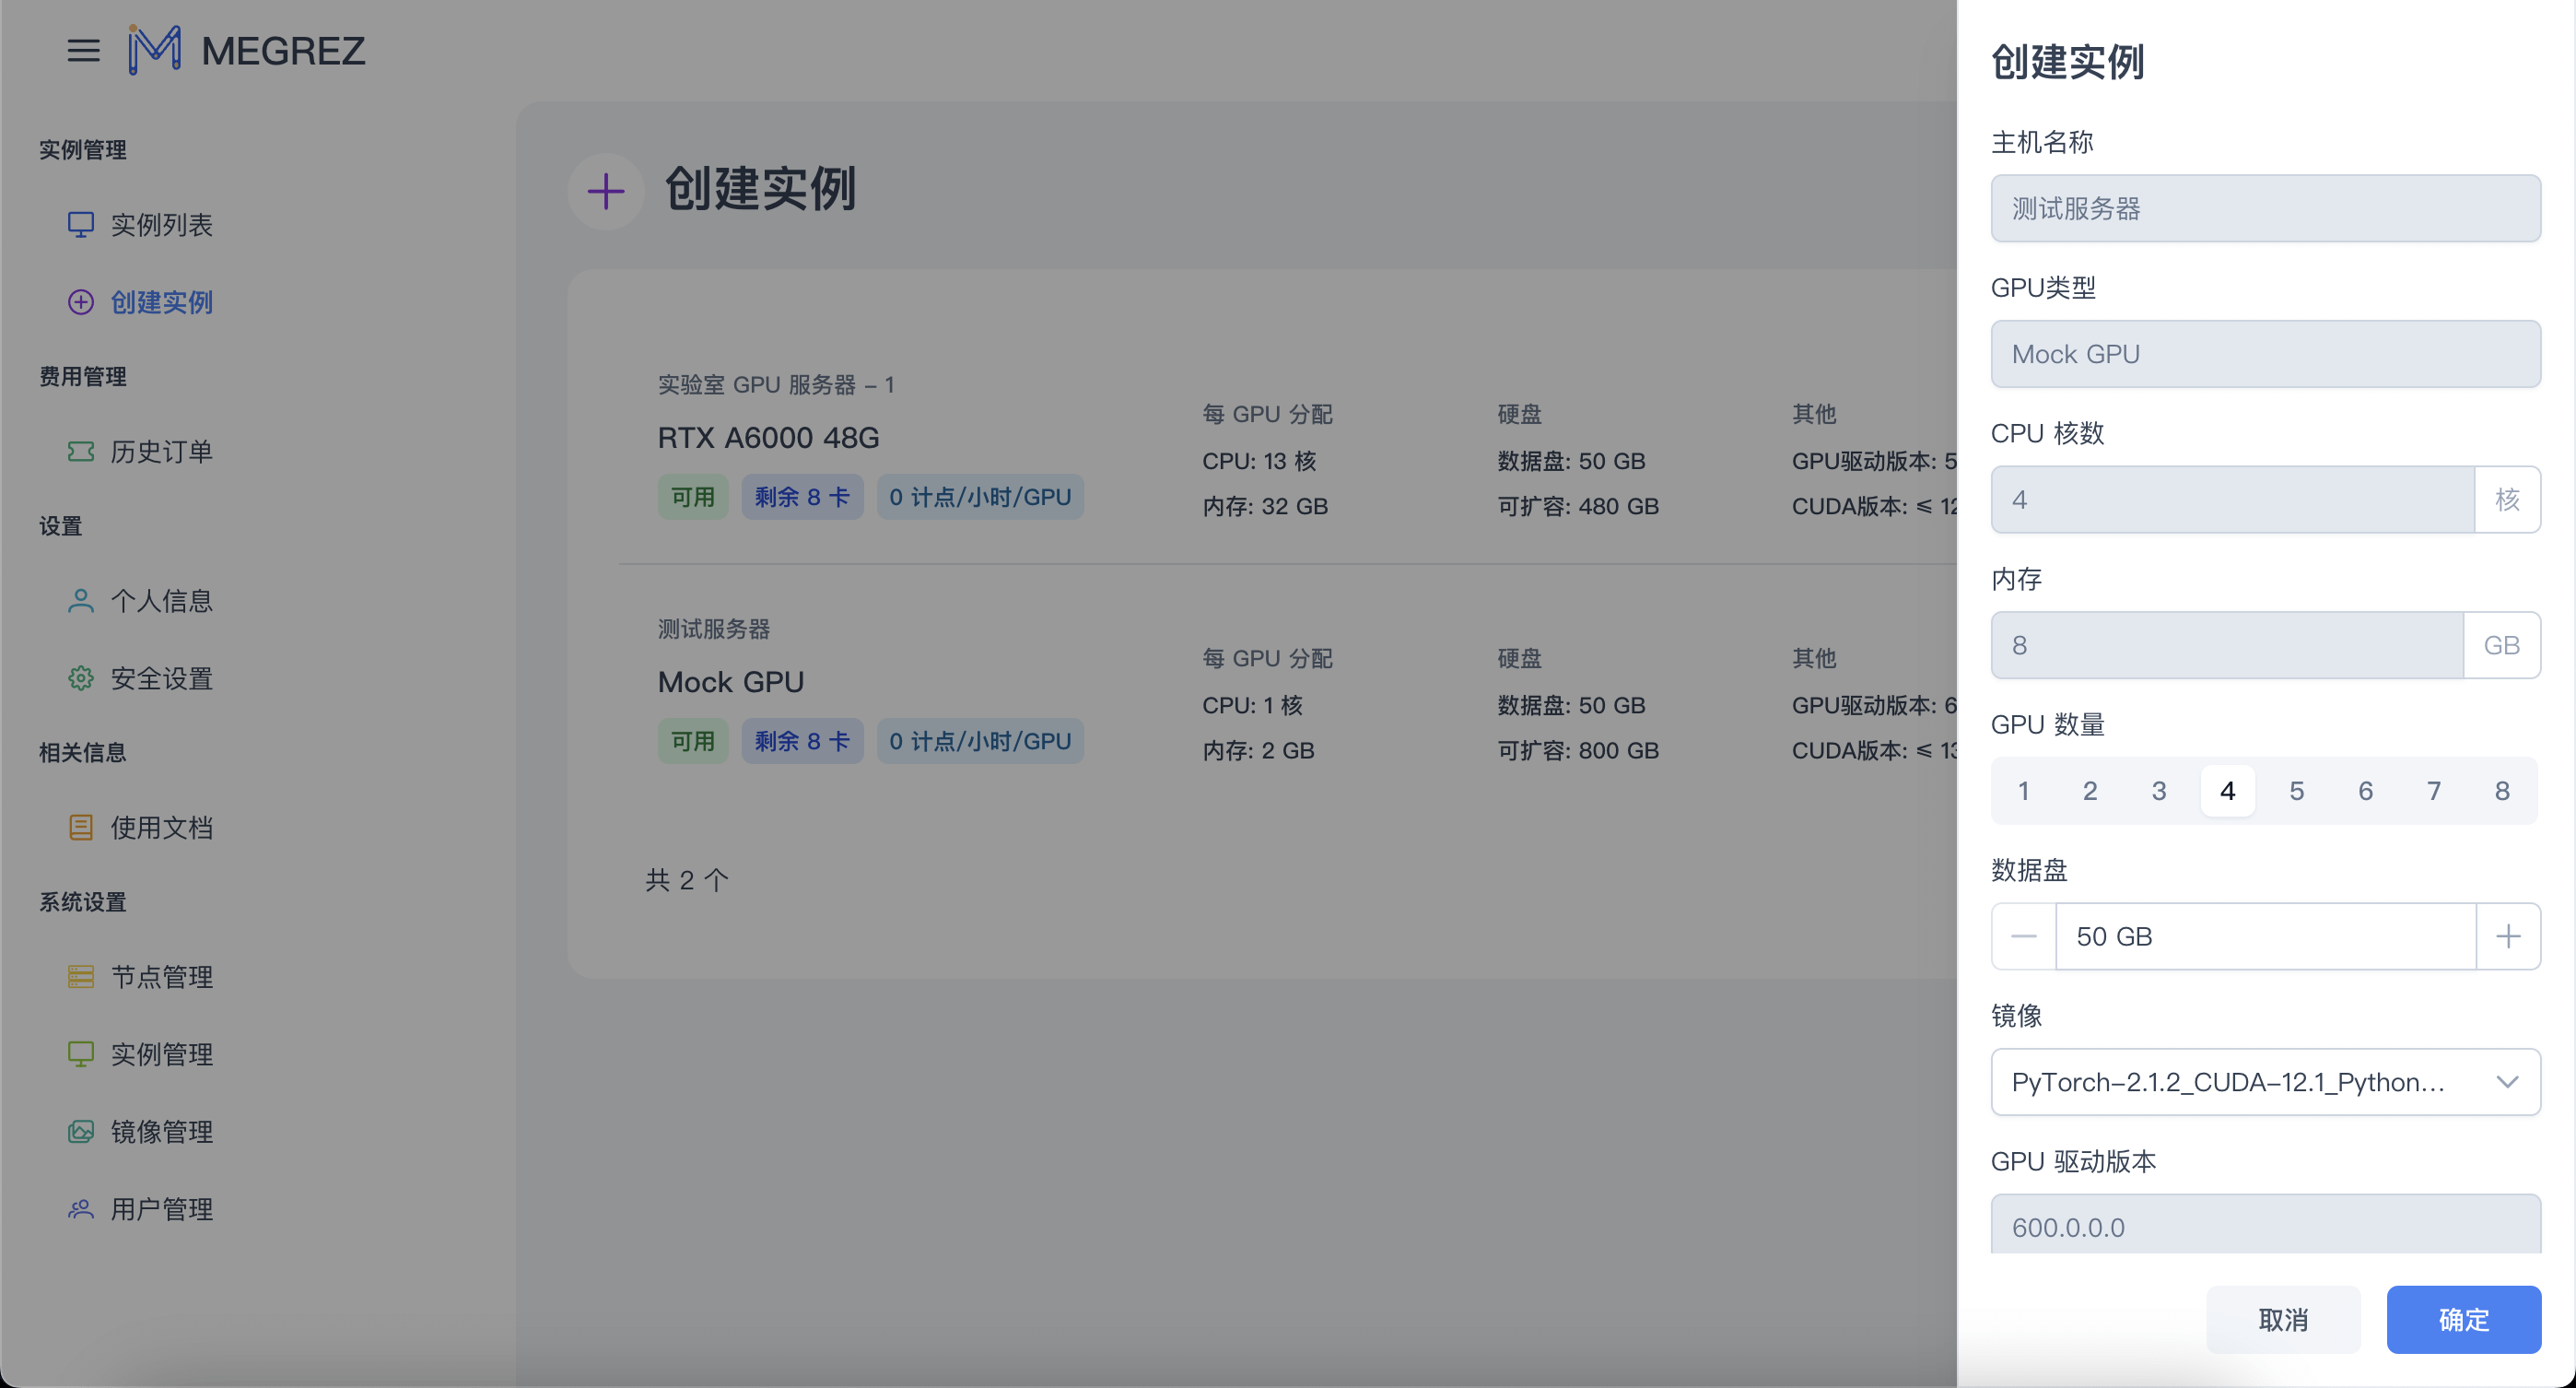 MEGREZ
实例管理
实例列表
创建实例
费用管理
历史订单
设置
个人信息
安全设置
相关信息
使用文档
系统设置
节点管理
实例管理
镜像管理
用户管理
创建实例
实验室 GPU 服务器 – 1
RTX A6000 48G
可用 剩余 8 卡 0 计点/小时/GPU
每 GPU 分配
CPU: 13 核
内存: 32 GB
硬盘
数据盘: 50 GB
可扩容: 480 GB
其他
GPU驱动版本: 5
CUDA版本: ≤ 12
测试服务器
Mock GPU
可用 剩余 8 卡 0 计点/小时/GPU
每 GPU 分配
CPU: 1 核
内存: 2 GB
硬盘
数据盘: 50 GB
可扩容: 800 GB
其他
GPU驱动版本: 6
CUDA版本: ≤ 13
共 2 个
创建实例
主机名称
测试服务器
GPU类型
Mock GPU
CPU 核数
4 核
内存
8 GB
GPU 数量
1 2 3 4 5 6 7 8
数据盘
50 GB
镜像
PyTorch-2.1.2_CUDA-12.1_Python...
GPU 驱动版本
600.0.0.0
取消 确定